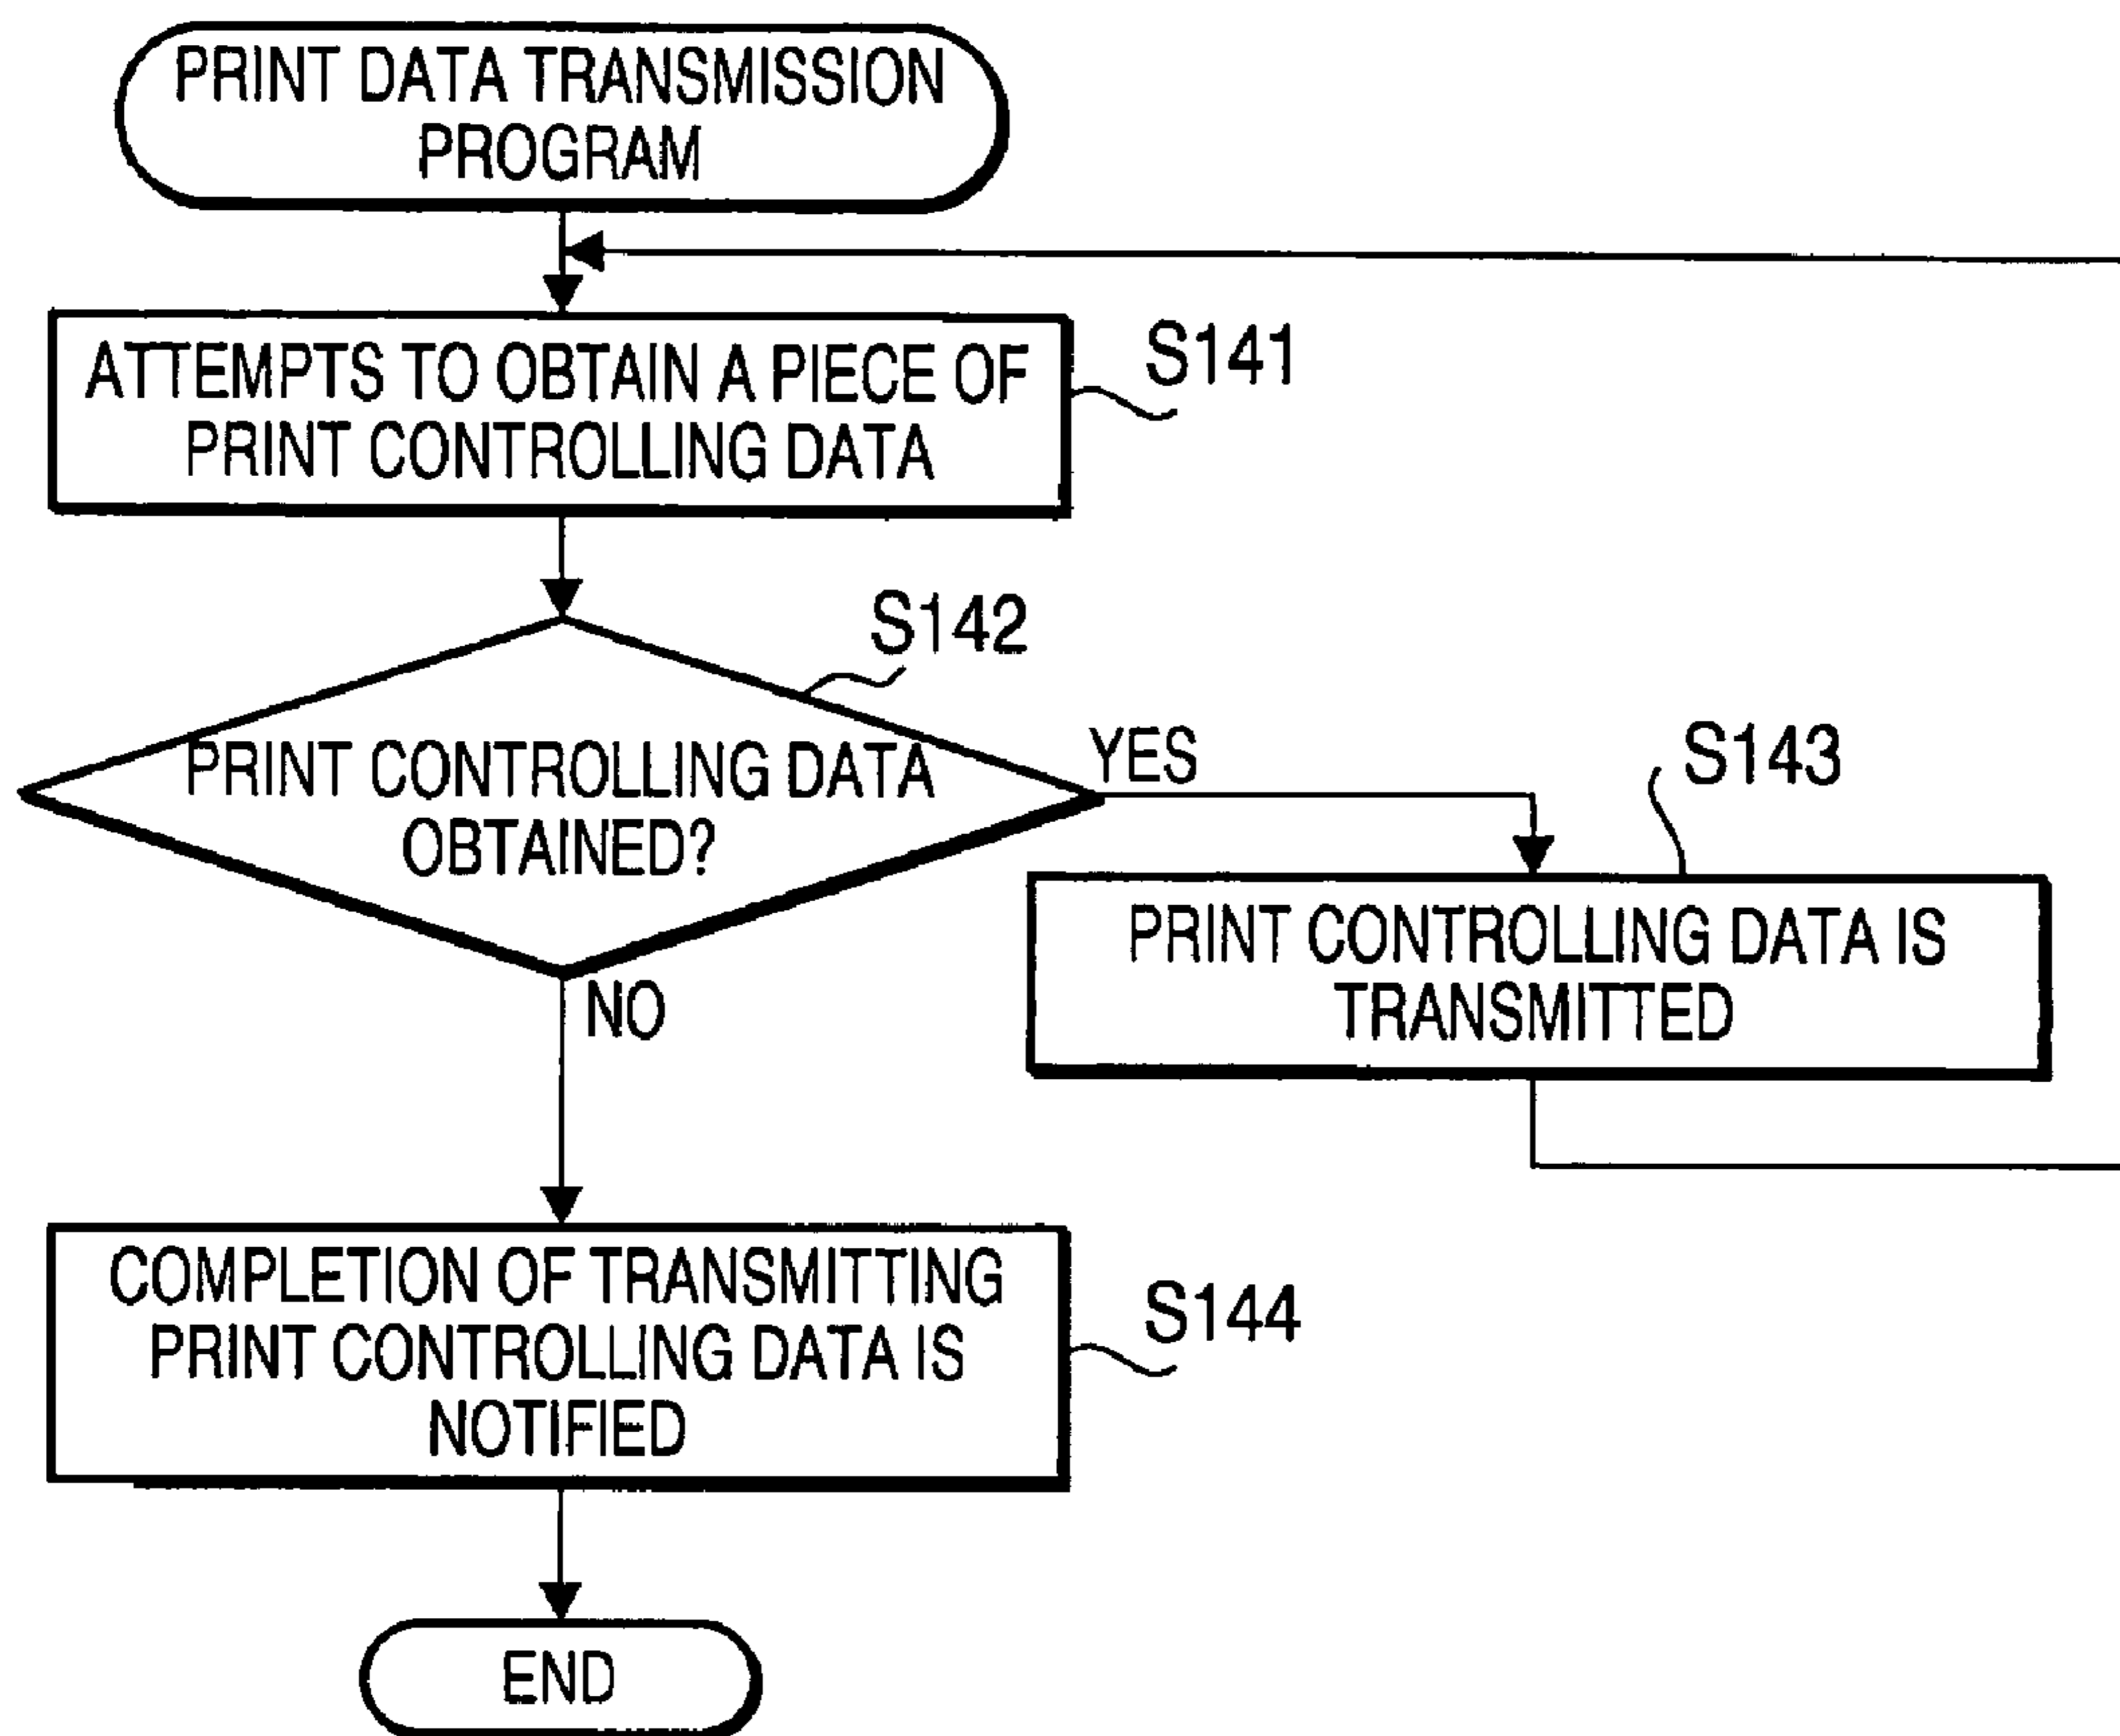 PRINT DATA TRANSMISSION
PROGRAM
ATTEMPTS TO OBTAIN A PIECE OF
PRINT CONTROLLING DATA
S141
S142
PRINT CONTROLLING DATA
OBTAINED?
YES
NO
S143
PRINT CONTROLLING DATA IS
TRANSMITTED
COMPLETION OF TRANSMITTING
PRINT CONTROLLING DATA IS
NOTIFIED
S144
END